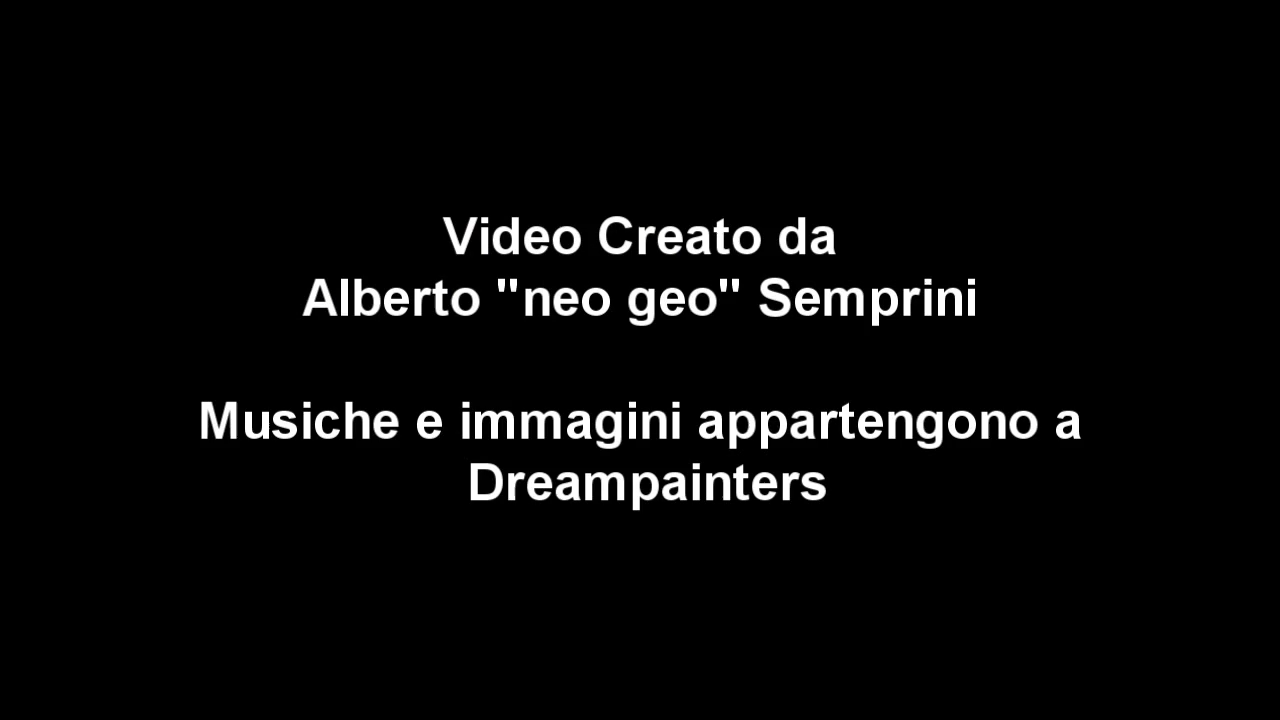 Video Creato da
Alberto "neo geo" Semprini
Musiche e immagini appartengono a
Dreampainters